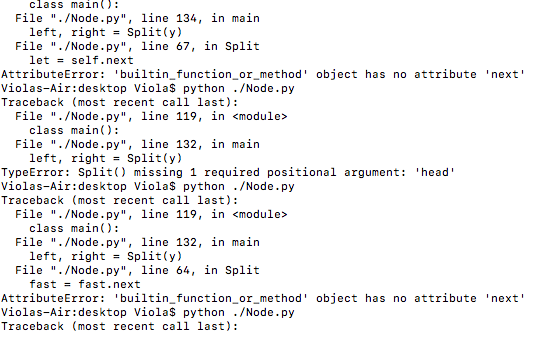 class main():
File "./Node.py", line 134, in main
left, right = Split(y)
File "./Node.py", line 67, in Split
let = self.next
AttributeError: 'builtin_function_or_method' object has no attribute 'next'
Violas-Air:desktop Viola$ python ./Node.py
Traceback (most recent call last):
File "./Node.py", line 119, in <module>
class main():
File "./Node.py", line 132, in main
left, right = Split(y)
TypeError: Split() missing 1 required positional argument: 'head'
Violas-Air:desktop Viola$ python ./Node.py
Traceback (most recent call last):
File "./Node.py", line 119, in <module>
class main():
File "./Node.py", line 132, in main
left, right = Split(y)
File "./Node.py", line 64, in Split
fast = fast.next
AttributeError: 'builtin_function_or_method' object has no attribute 'next'
Violas-Air:desktop Viola$ python ./Node.py
Traceback (most recent call last):